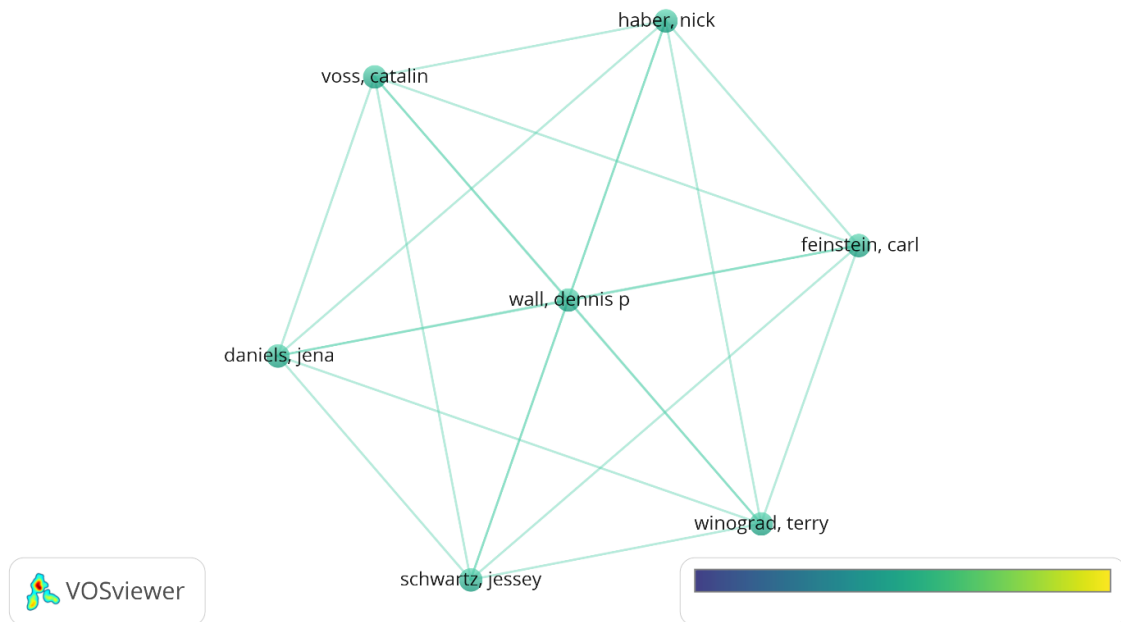 haber, nick
voss, catalin
feinstein, carl
wall, dennis p
daniels, jena
winograd, terry
schwartz, jessey
VOSviewer